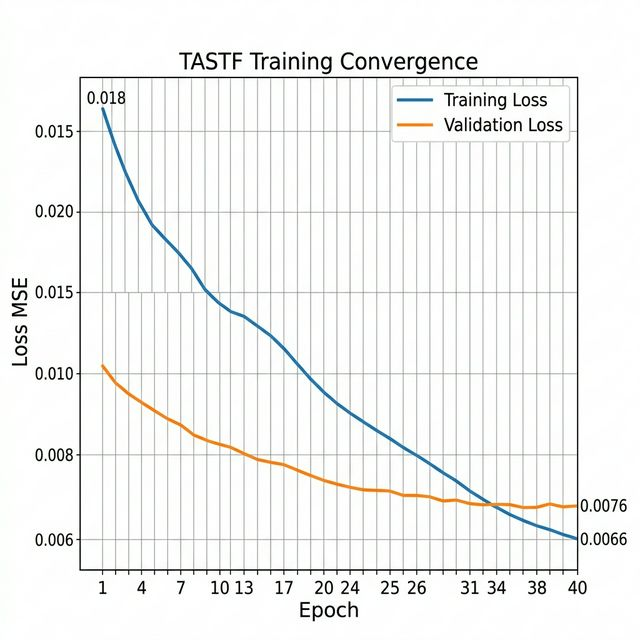 TASTF Training Convergence
0.018
Training Loss
Validation Loss
0.015
0.020
0.015
0.010
0.008
0.006
Loss MSE
0.0076
0.0066
1 4 7 10 13 17 20 24 25 26 31 34 38 40
Epoch